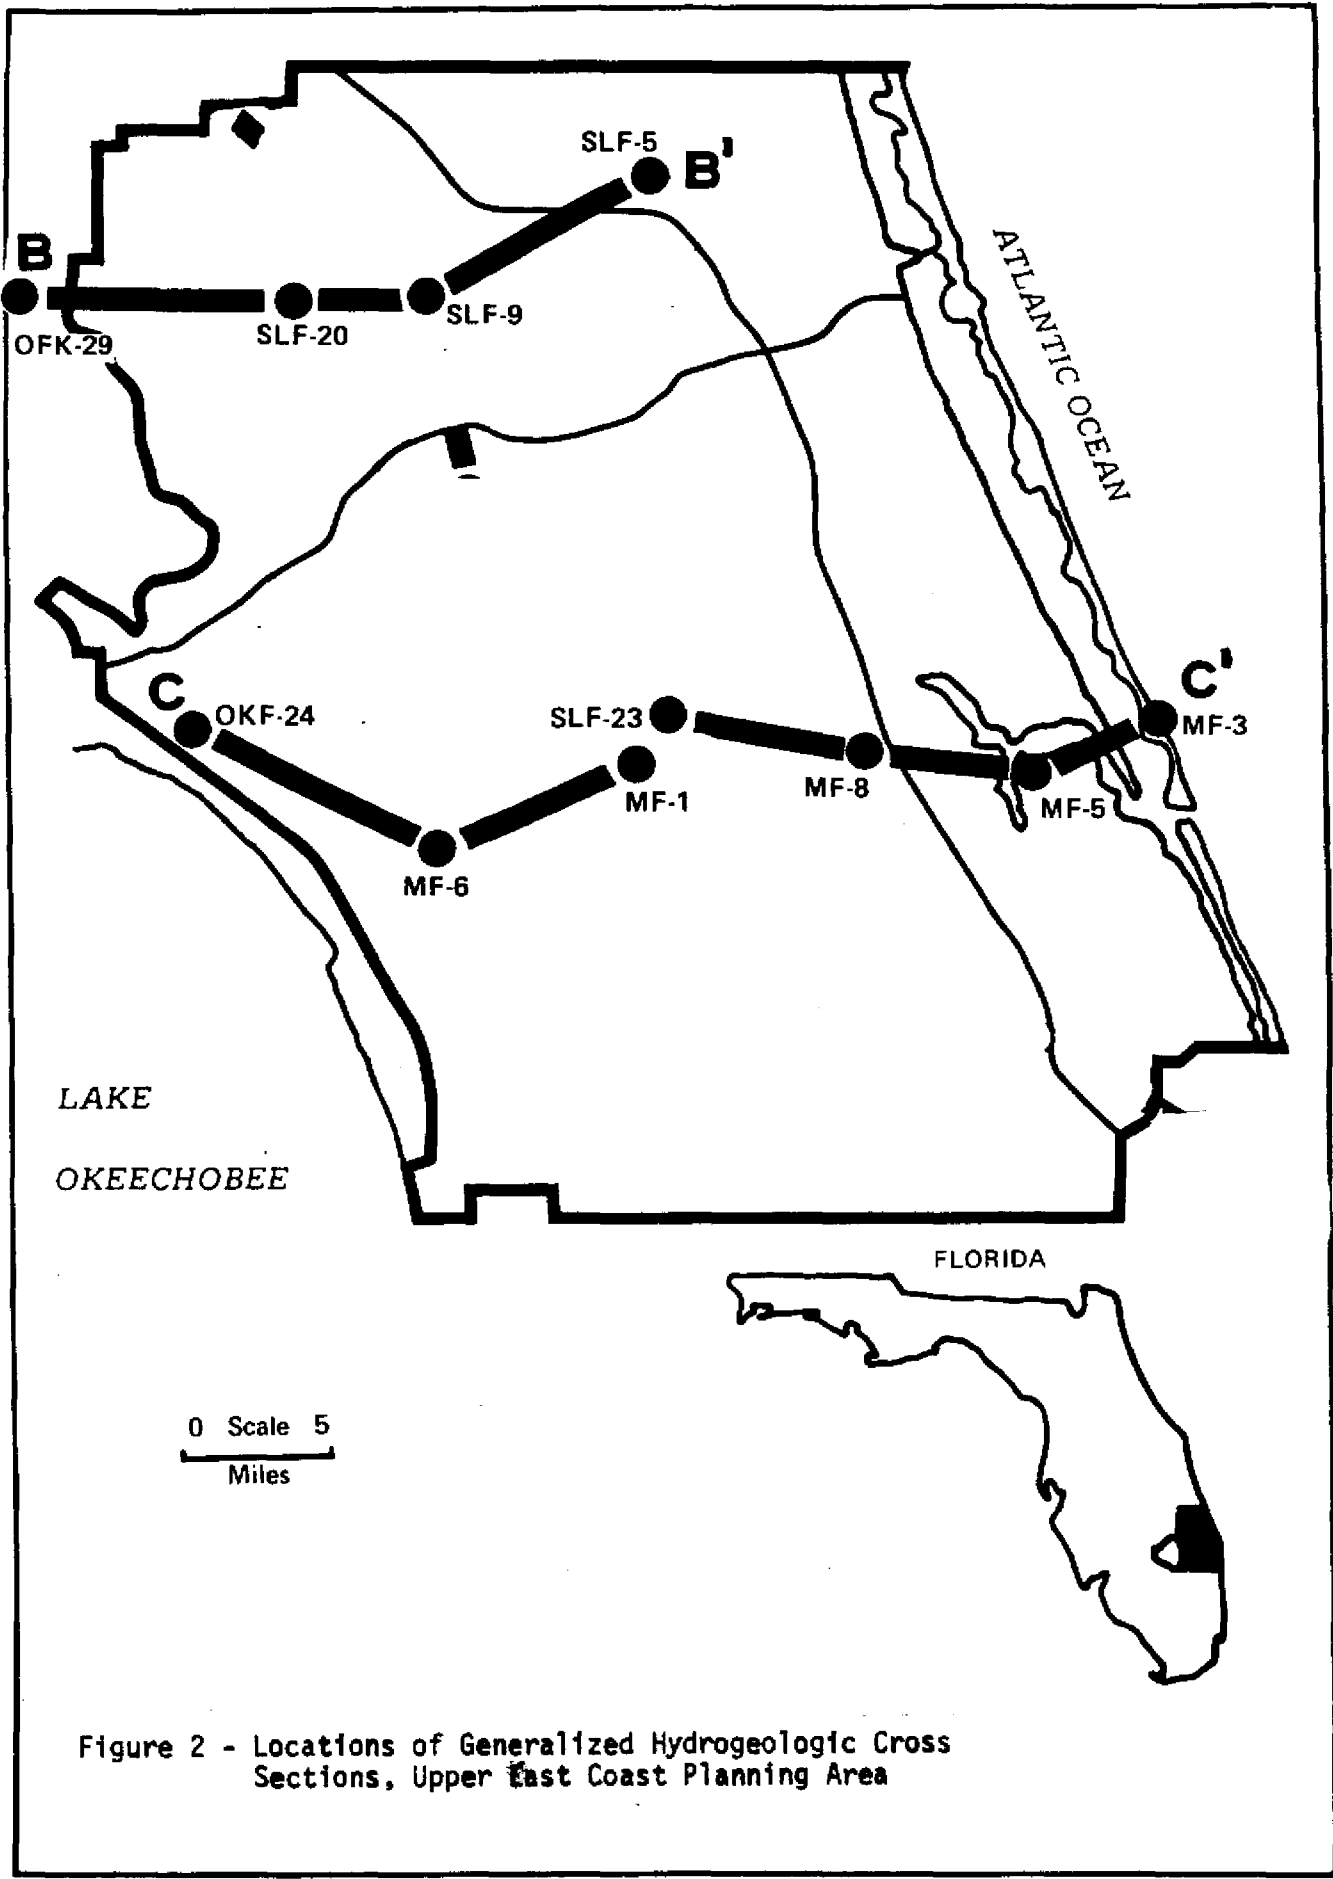 SLF-5
B'
B
SLF-9
SLF-20
OFK-29
ATLANTIC OCEAN
C
OKF-24
SLF-23
MF-1
MF-6
MF-8
MF-5
C'
MF-3
LAKE
OKEECHOBEE
FLORIDA
0 Scale 5
Miles
Figure 2 - Locations of Generalized Hydrogeologic Cross
Sections, Upper East Coast Planning Area